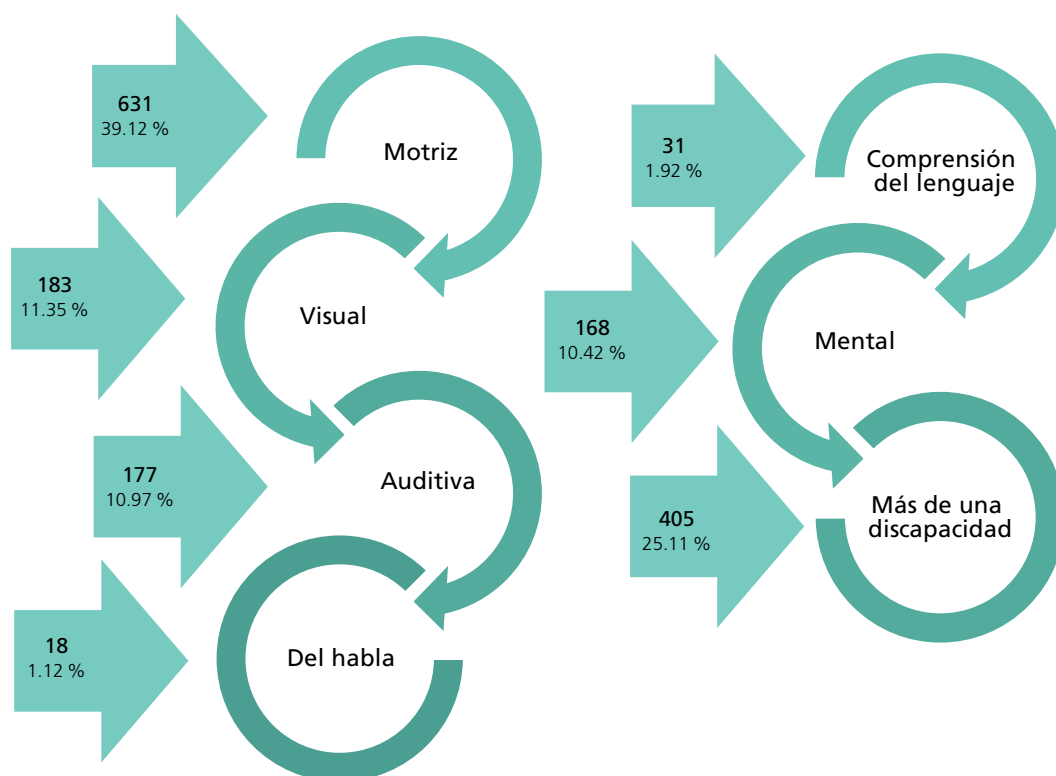 631
39.12 %
Motriz
183
11.35 %
Visual
177
10.97 %
Auditiva
18
1.12 %
Del habla
31
1.92 %
Comprensión
del lenguaje
168
10.42 %
Mental
405
25.11 %
Más de una
discapacidad